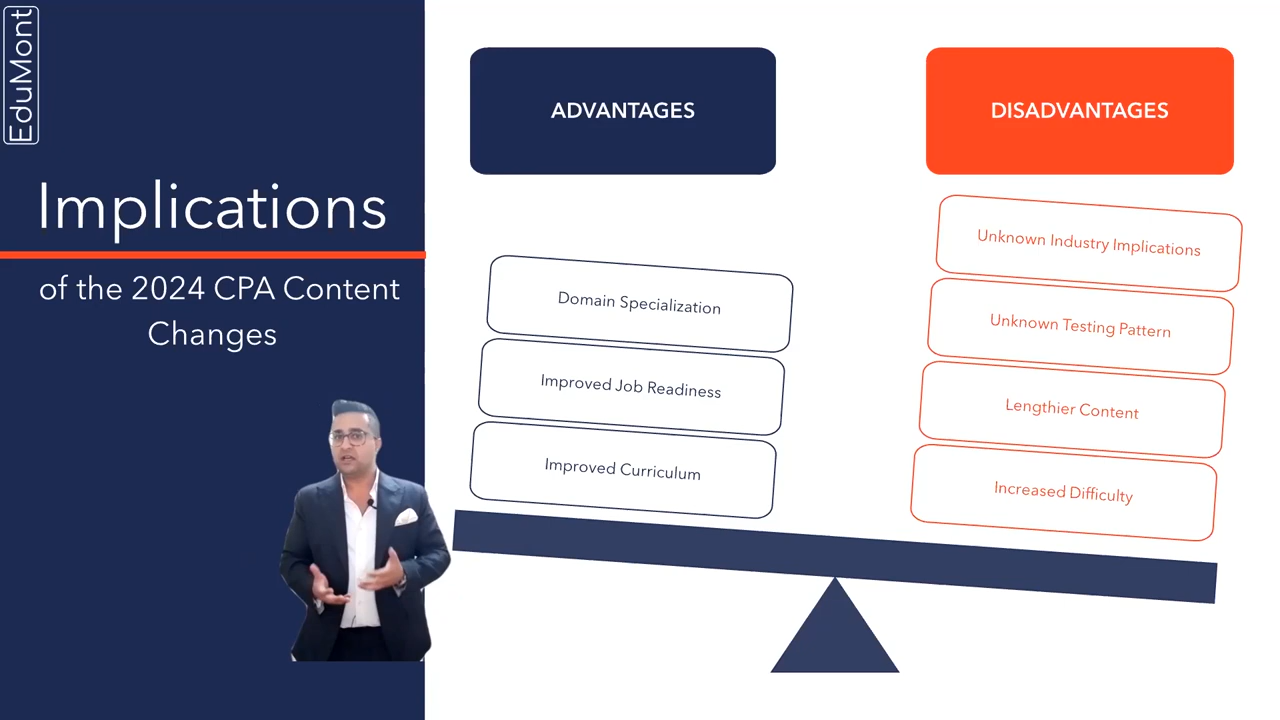 EduMont
Implications
of the 2024 CPA Content
Changes
ADVANTAGES
Domain Specialization
Improved Job Readiness
Improved Curriculum
DISADVANTAGES
Unknown Industry Implications
Unknown Testing Pattern
Lengthier Content
Increased Difficulty